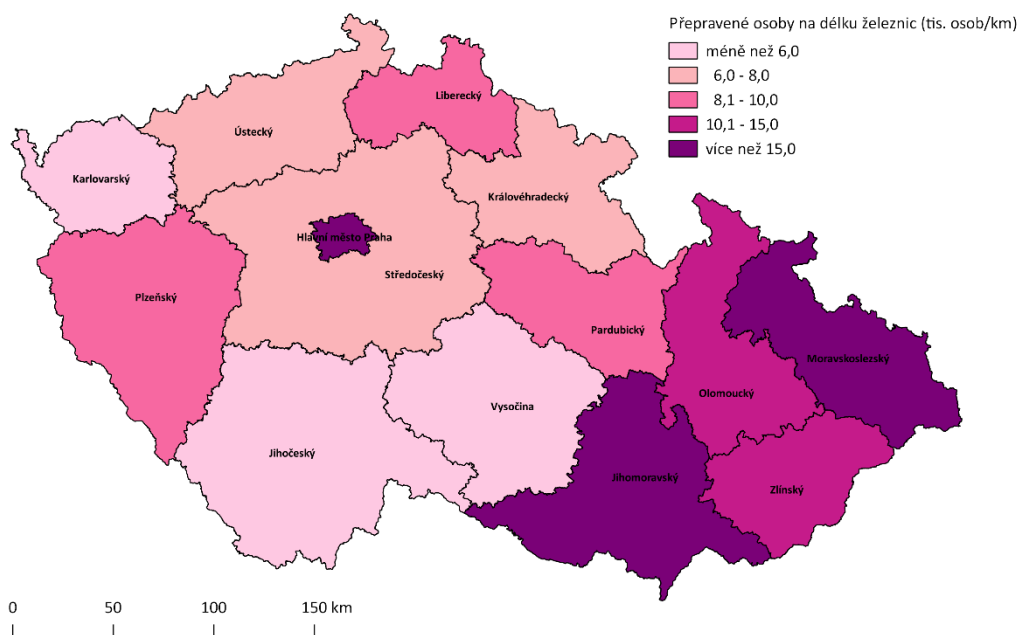 Přepravené osoby na délku železnic (tis. osob/km)
méně než 6,0
6,0 - 8,0
8,1 - 10,0
10,1 - 15,0
více než 15,0
Liberecký
Ústecký
Karlovarský
Královéhradecký
Hlavní město Praha
Středočeský
Plzeňský
Pardubický
Moravskoslezský
Olomoucký
Vysočina
Jihočeský
Jihomoravský
Zlínský
0 50 100 150 km